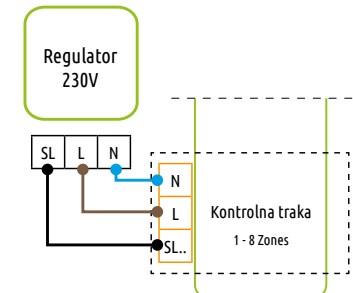 Regulator
230V
SL L N
N
L
SL..
Kontrolna traka
1 - 8 Zones